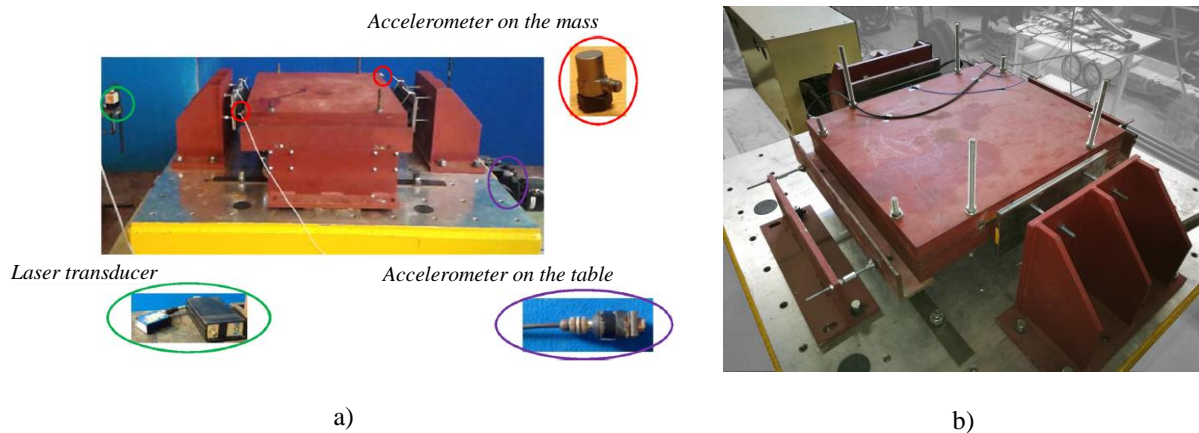 Accelerometer on the mass
Laser transducer
Accelerometer on the table
a)
b)